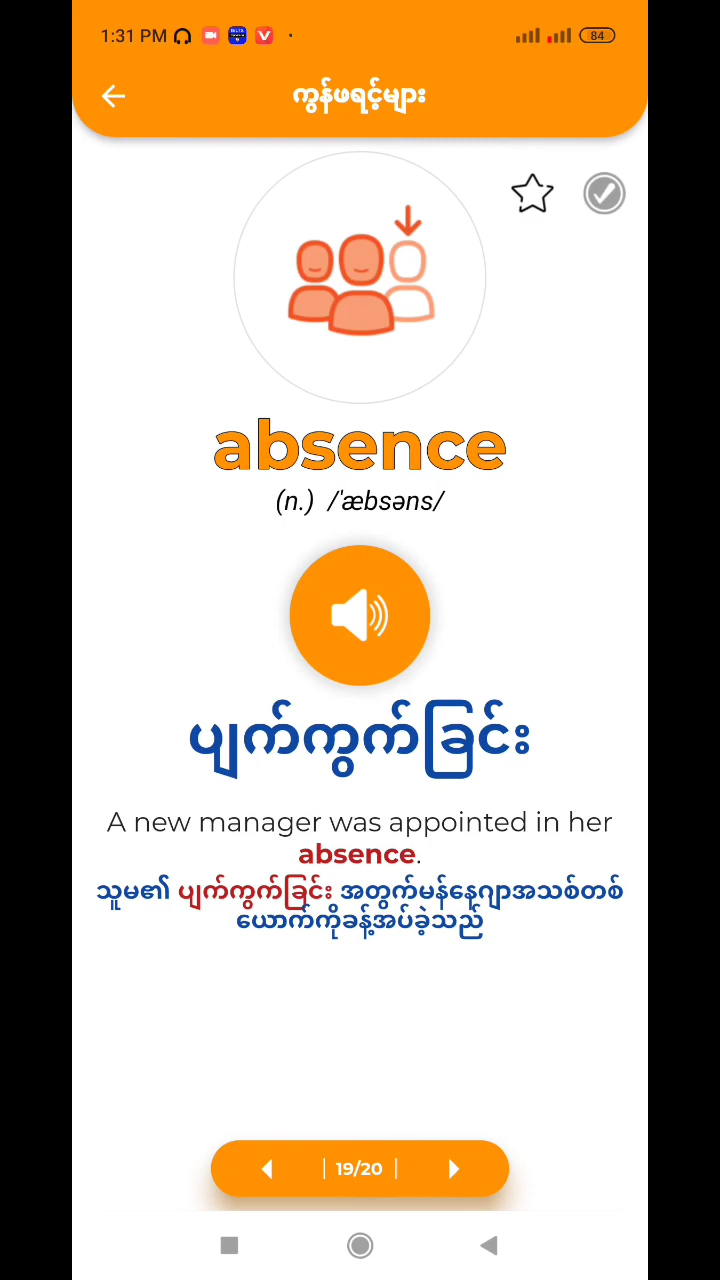 1:31 PM
84
ကွန်ဖရင့်များ
absence
(n.) /ˈæbsəns/
ပျက်ကွက်ခြင်း
A new manager was appointed in her
absence.
သူမ၏ ပျက်ကွက်ခြင်း အတွက်မန်နေဂျာအသစ်တစ်
ယောက်ကိုခန့်အပ်ခဲ့သည်
19/20